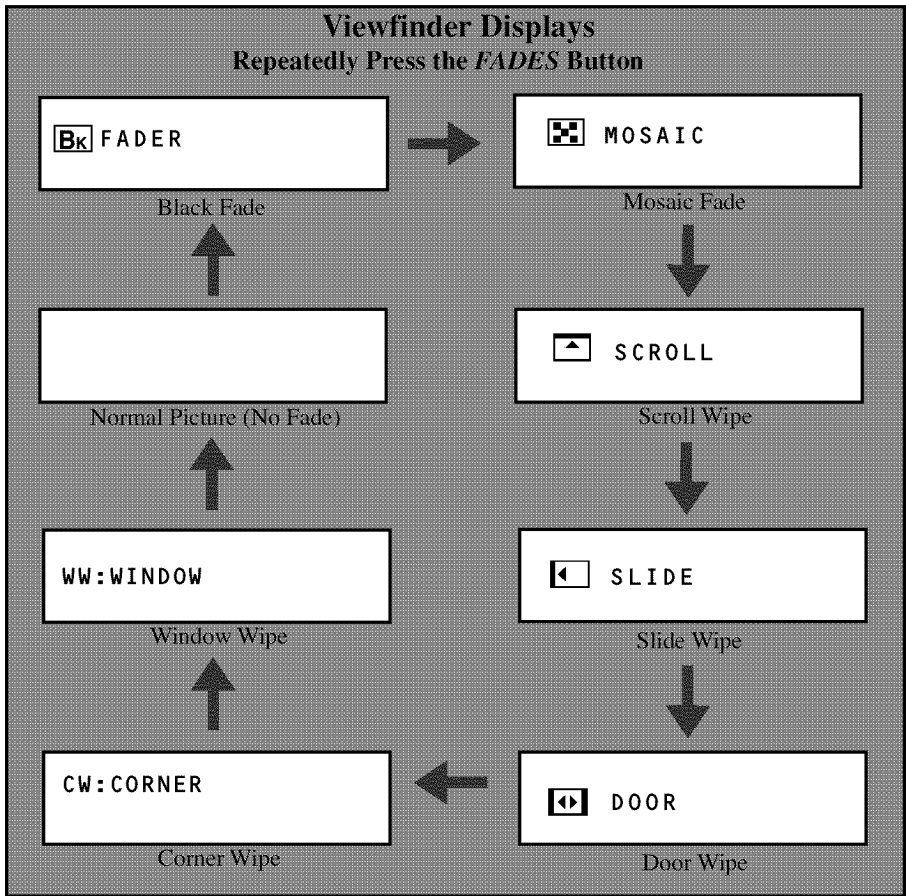 Viewfinder Displays
Repeatedly Press the FADES Button
BK FADER
Black Fade
MOSAIC
Mosaic Fade
SCROLL
Scroll Wipe
SLIDE
Slide Wipe
DOOR
Door Wipe
CW:CORNER
Corner Wipe
WW:WINDOW
Window Wipe
Normal Picture (No Fade)